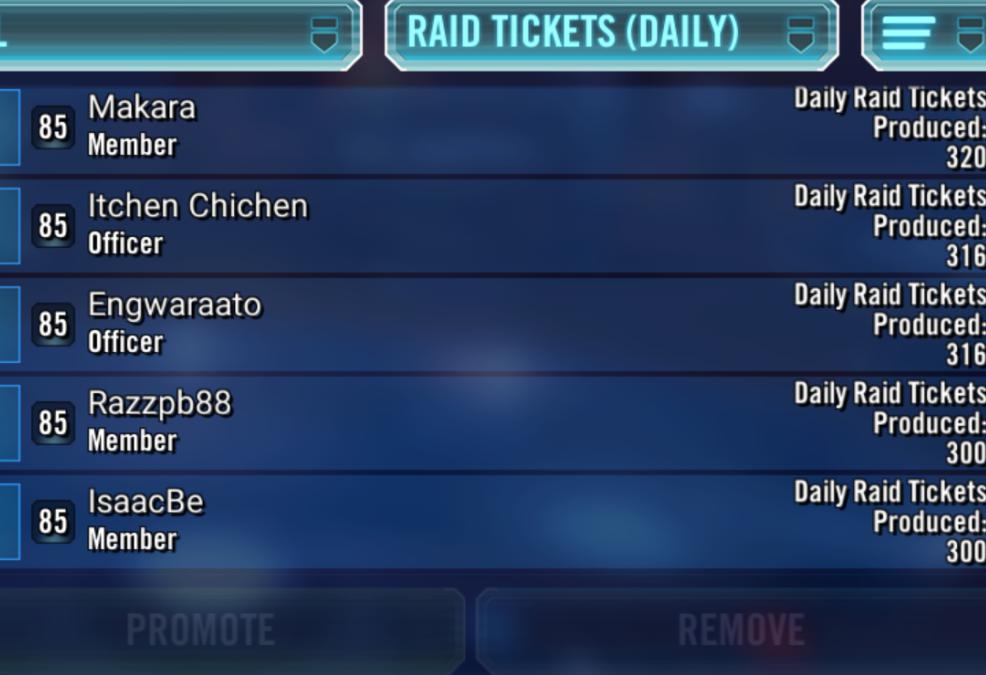 RAID TICKETS (DAILY)
85
Makara
Member
Daily Raid Tickets
Produced:
320
85
Itchen Chichen
Officer
Daily Raid Tickets
Produced:
316
85
Engwaraato
Officer
Daily Raid Tickets
Produced:
316
85
Razzpb88
Member
Daily Raid Tickets
Produced:
300
85
IsaacBe
Member
Daily Raid Tickets
Produced:
300
PROMOTE
REMOVE